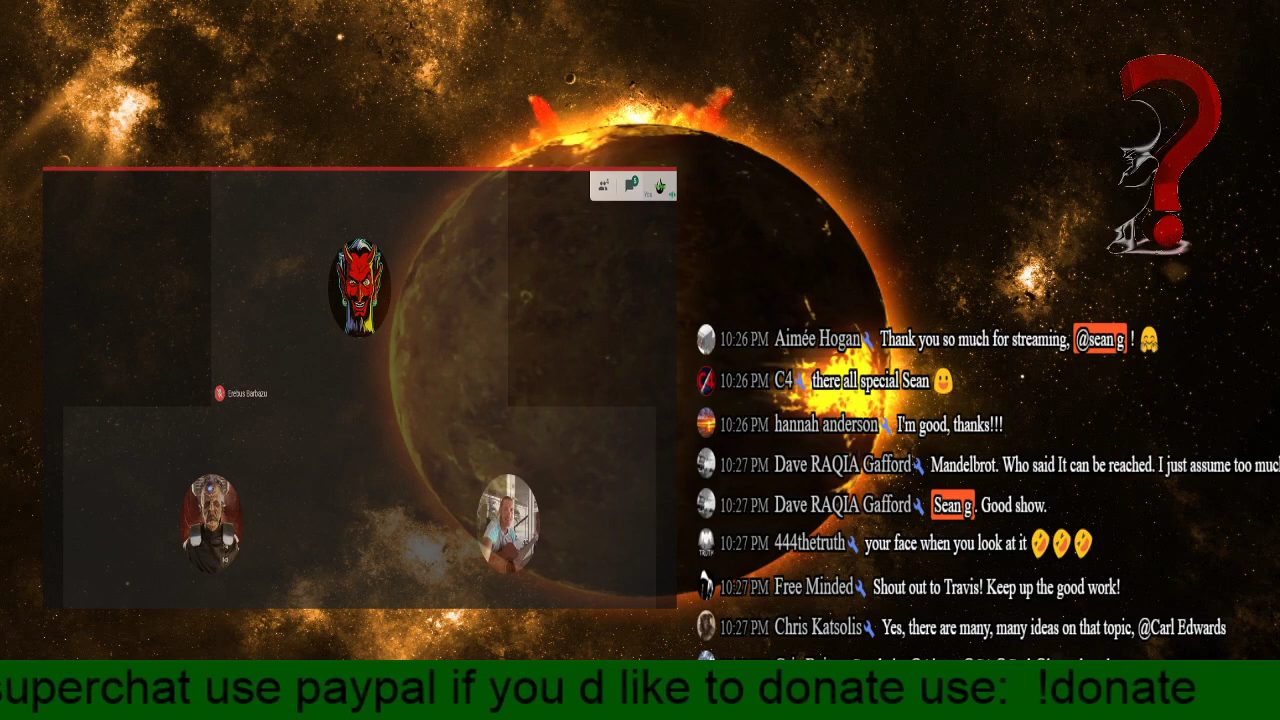 You
Erebus Barbazu
10:26 PM Aimée Hogan Thank you so much for streaming, @sean g !
10:26 PM C4 there all special Sean
10:26 PM hannah anderson I'm good, thanks!!!
10:27 PM Dave RAQIA Gafford Mandelbrot. Who said It can be reached. I just assume too much
10:27 PM Dave RAQIA Gafford Sean g. Good show.
10:27 PM 444thetruth your face when you look at it
10:27 PM Free Minded Shout out to Travis! Keep up the good work!
10:27 PM Chris Katsolis Yes, there are many, many ideas on that topic, @Carl Edwards
superchat use paypal if you d like to donate use: !donate